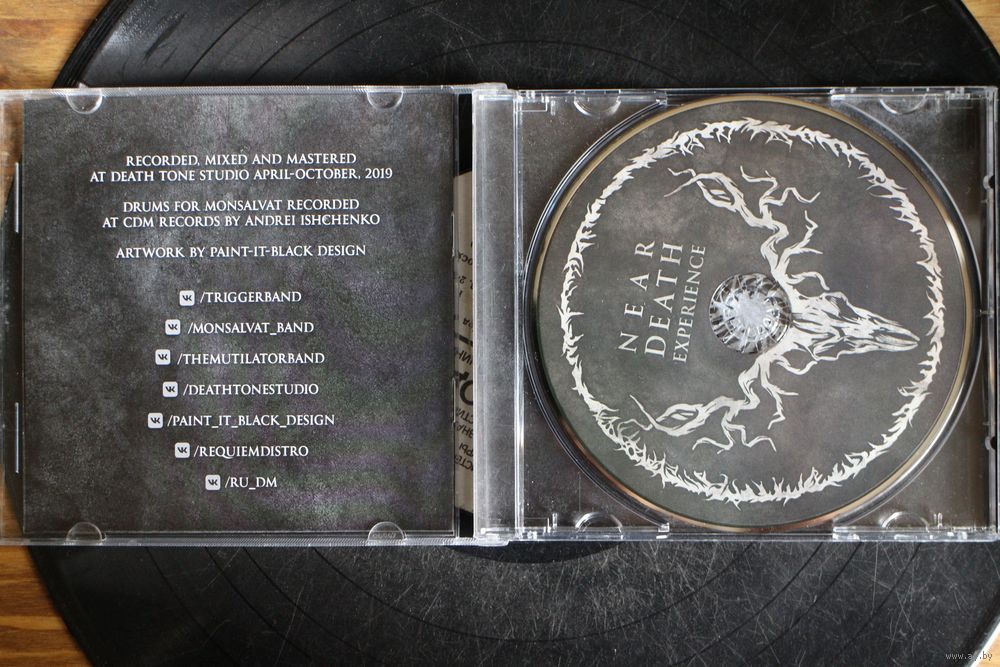 RECORDED, MIXED AND MASTERED
AT DEATH TONE STUDIO APRIL-OCTOBER, 2019
DRUMS FOR MONSALVAT RECORDED
AT CDM RECORDS BY ANDREI ISHCHENKO
ARTWORK BY PAINT-IT-BLACK DESIGN
/TRIGGERBAND
/MONSALVAT_BAND
/THEMUTILATORBAND
/DEATHTONESTUDIO
/PAINT_IT_BLACK_DESIGN
/REQUIEMDISTRO
/RU_DM
NEAR
DEATH
EXPERIENCE